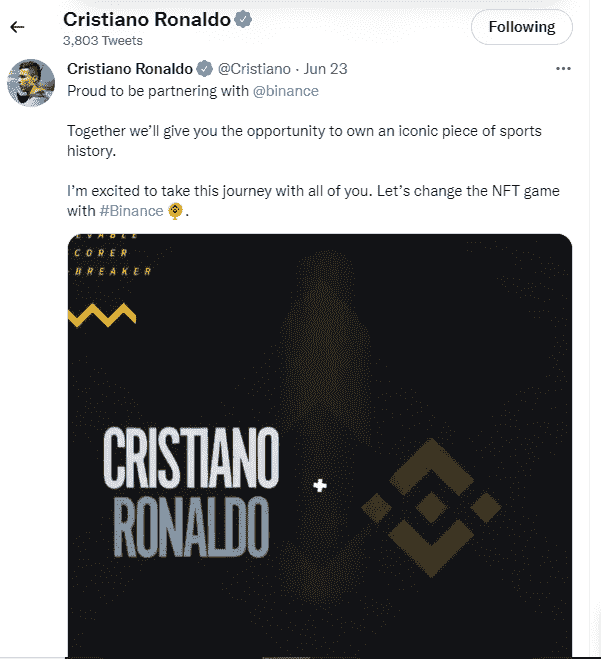 Cristiano Ronaldo
3,803 Tweets
Following
Cristiano Ronaldo @Cristiano · Jun 23
Proud to be partnering with @binance
Together we'll give you the opportunity to own an iconic piece of sports
history.
I'm excited to take this journey with all of you. Let's change the NFT game
with #Binance .
CORER
BREAKER
CRISTIANO
+
RONALDO